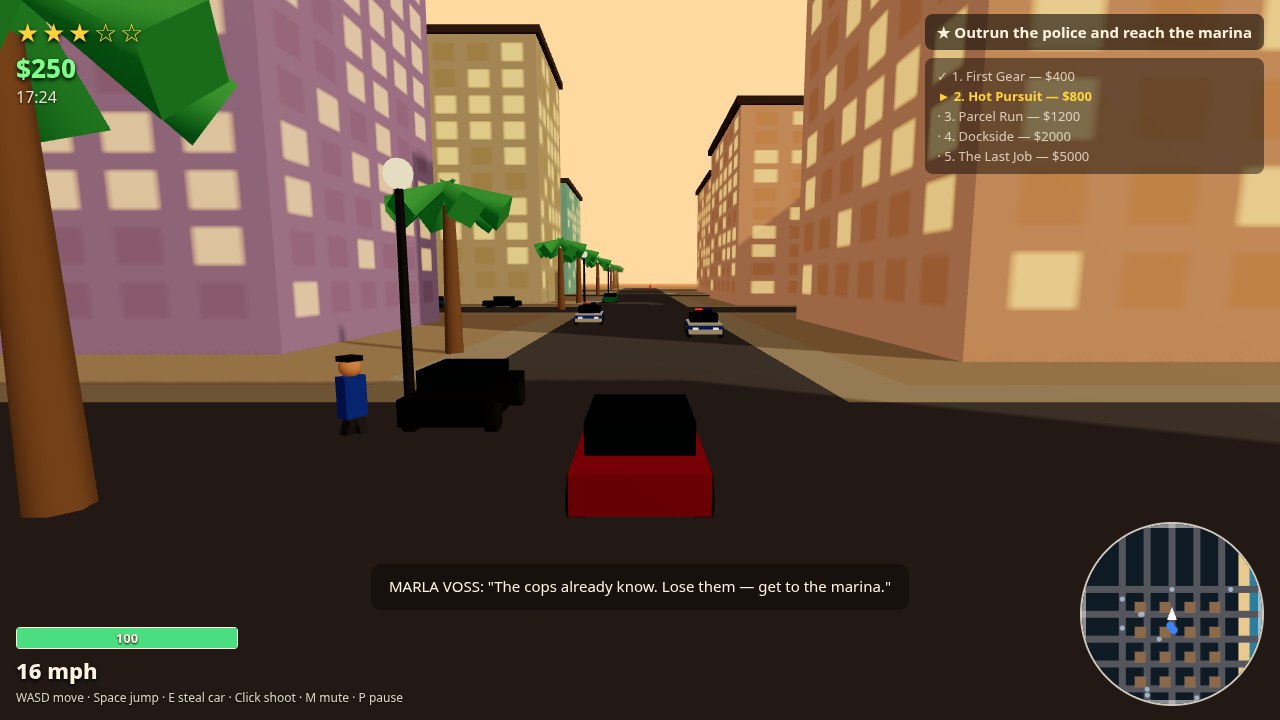 ★★★☆☆
$250
17:24
★ Outrun the police and reach the marina
✓ 1. First Gear — $400
► 2. Hot Pursuit — $800
· 3. Parcel Run — $1200
· 4. Dockside — $2000
· 5. The Last Job — $5000
MARLA VOSS: "The cops already know. Lose them — get to the marina."
100
16 mph
WASD move · Space jump · E steal car · Click shoot · M mute · P pause